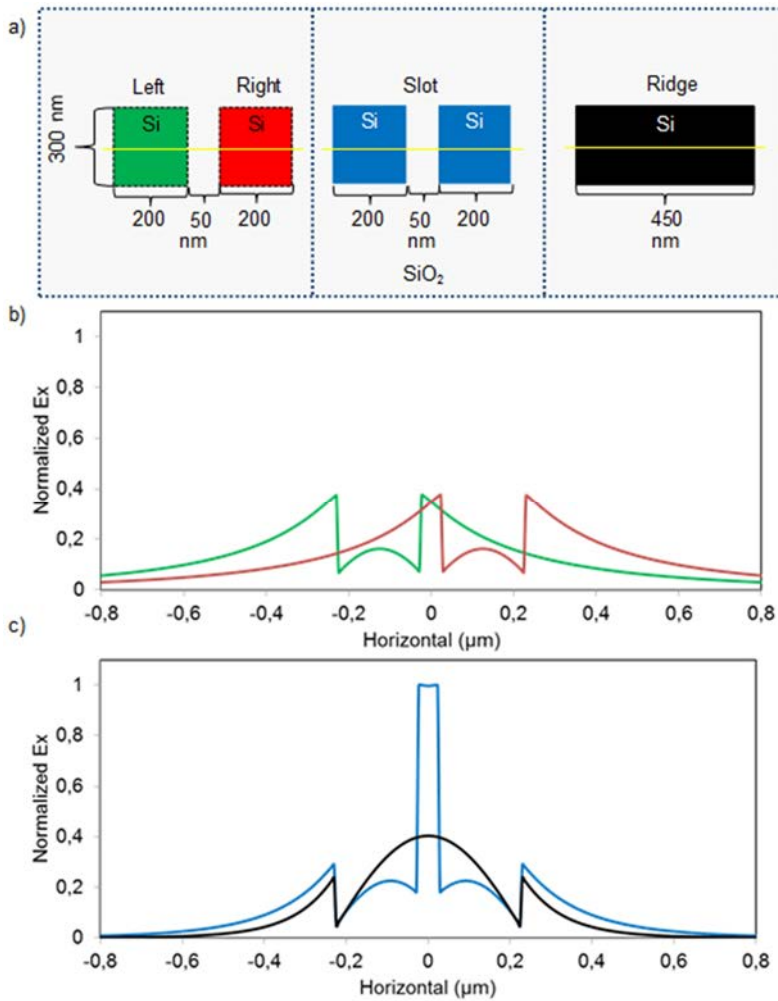 a)
Left Right Slot Ridge
Si Si Si Si Si
300 nm
200 50 200 200 50 200 450
nm nm nm
SiO2
b)
1
0,8
0,6
0,4
0,2
0
Normalized Ex
-0,8 -0,6 -0,4 -0,2 0 0,2 0,4 0,6 0,8
Horizontal (µm)
c)
1
0,8
0,6
0,4
0,2
0
Normalized Ex
-0,8 -0,6 -0,4 -0,2 0 0,2 0,4 0,6 0,8
Horizontal (µm)